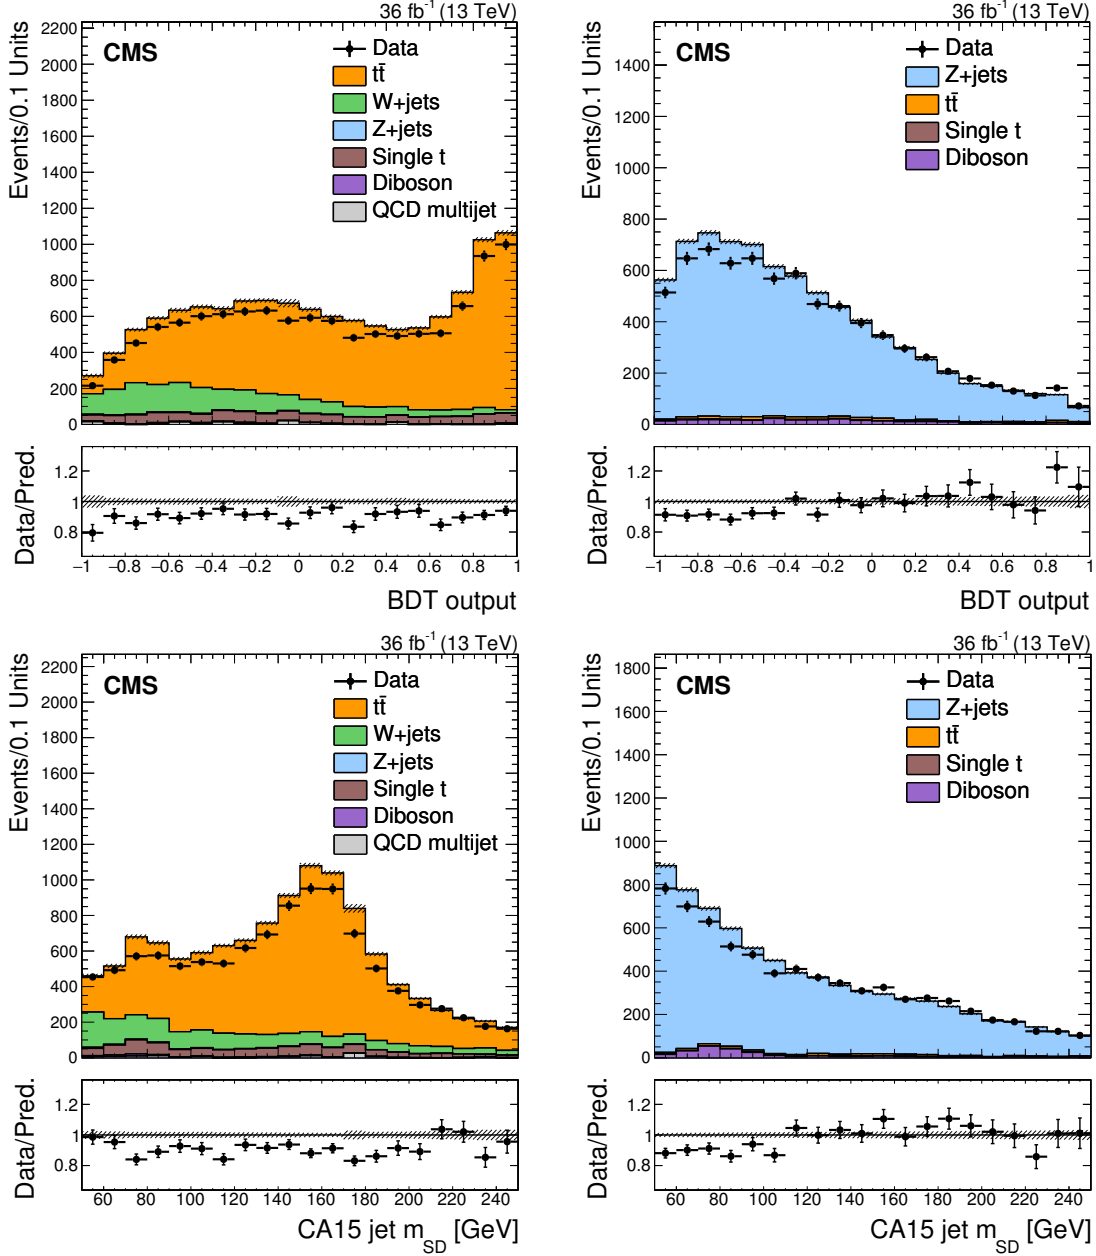 36 fb-1 (13 TeV)
CMS
Data
tt̄
W+jets
Z+jets
Single t
Diboson
QCD multijet
Events/0.1 Units
2200
2000
1800
1600
1400
1200
1000
800
600
400
200
0
Data/Pred.
1.2
1
0.8
−1 −0.8 −0.6 −0.4 −0.2 0 0.2 0.4 0.6 0.8 1
BDT output
36 fb-1 (13 TeV)
CMS
Data
Z+jets
tt̄
Single t
Diboson
Events/0.1 Units
1400
1200
1000
800
600
400
200
0
Data/Pred.
1.2
1
0.8
−1 −0.8 −0.6 −0.4 −0.2 0 0.2 0.4 0.6 0.8 1
BDT output
36 fb-1 (13 TeV)
CMS
Data
tt̄
W+jets
Z+jets
Single t
Diboson
QCD multijet
Events/0.1 Units
2200
2000
1800
1600
1400
1200
1000
800
600
400
200
0
Data/Pred.
1.2
1
0.8
60 80 100 120 140 160 180 200 220 240
CA15 jet mSD [GeV]
36 fb-1 (13 TeV)
CMS
Data
Z+jets
tt̄
Single t
Diboson
Events/0.1 Units
1800
1600
1400
1200
1000
800
600
400
200
0
Data/Pred.
1.2
1
0.8
60 80 100 120 140 160 180 200 220 240
CA15 jet mSD [GeV]